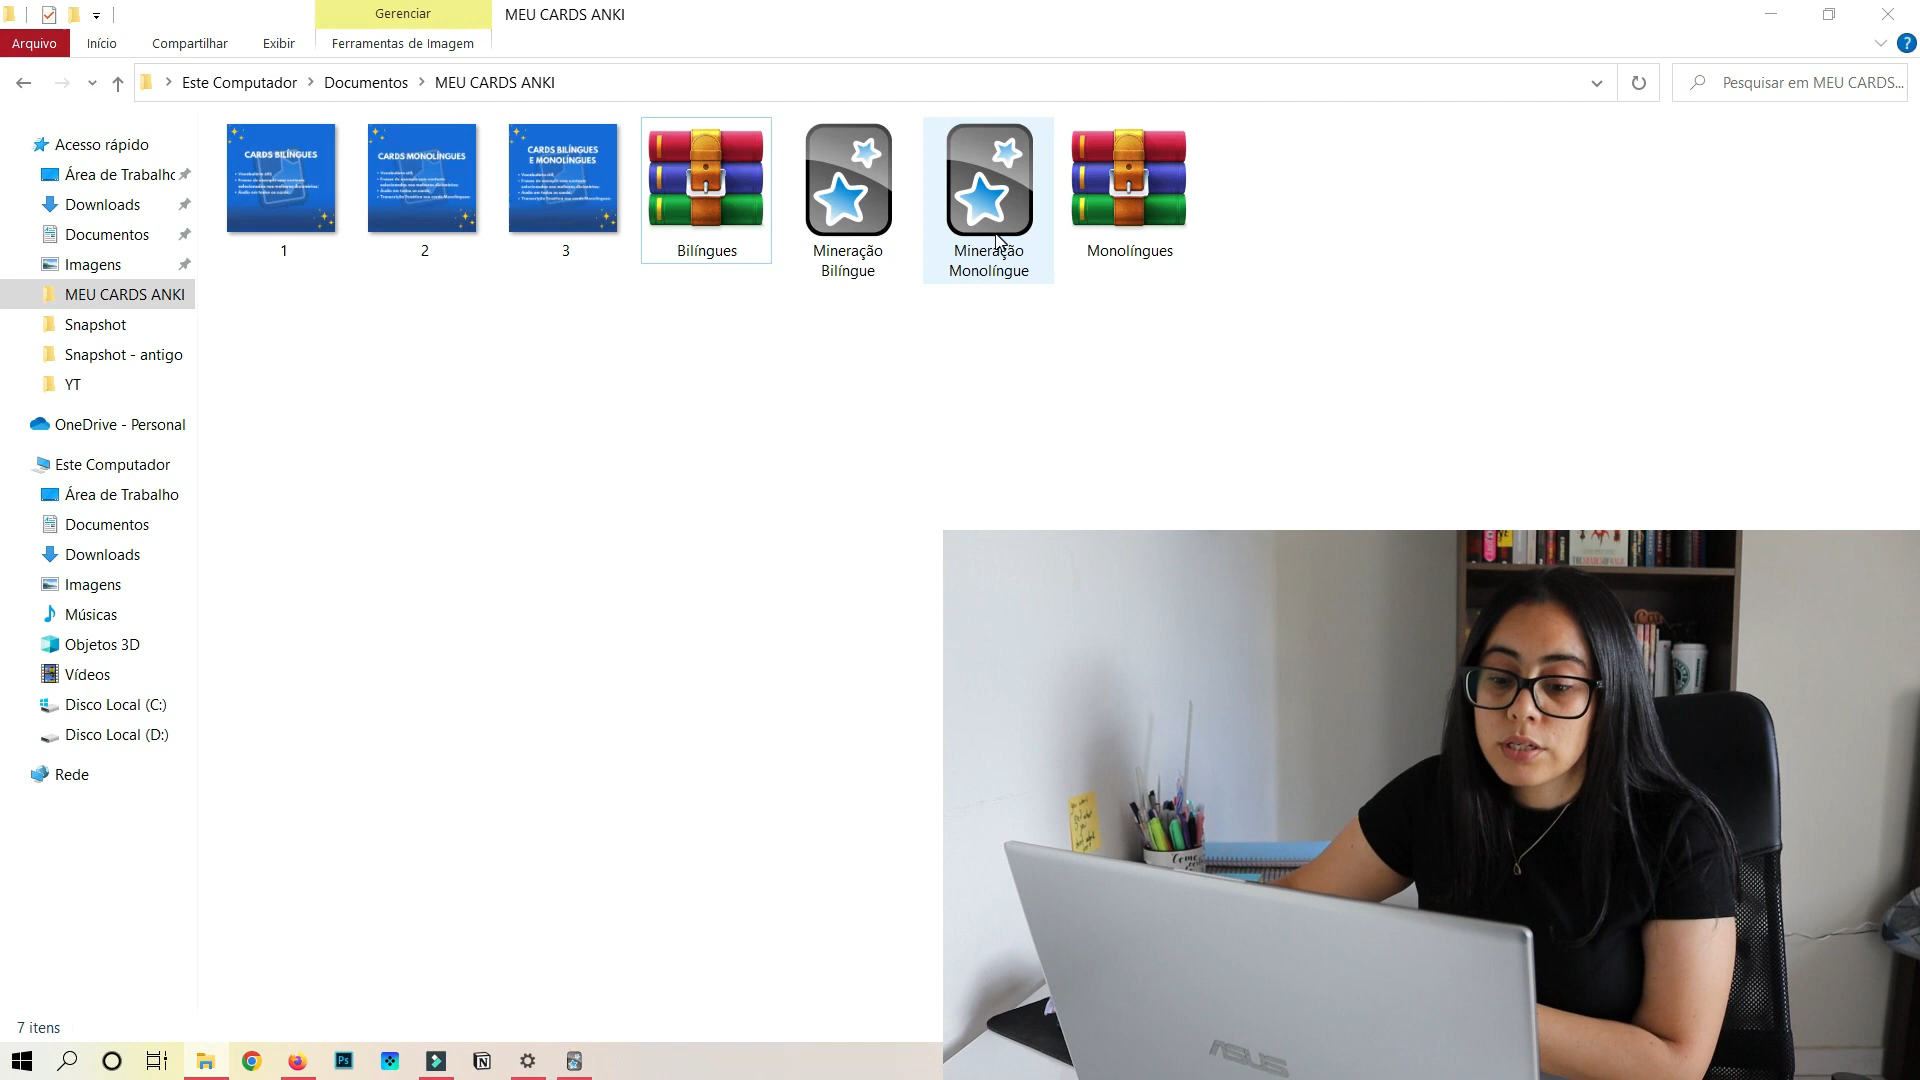 Gerenciar
MEU CARDS ANKI
Arquivo
Início
Compartilhar
Exibir
Ferramentas de Imagem
?
Este Computador
Documentos
MEU CARDS ANKI
Pesquisar em MEU CARDS...
Acesso rápido
Área de Trabalho
Downloads
Documentos
Imagens
MEU CARDS ANKI
Snapshot
Snapshot - antigo
YT
OneDrive - Personal
Este Computador
Área de Trabalho
Documentos
Downloads
Imagens
Músicas
Objetos 3D
Vídeos
Disco Local (C:)
Disco Local (D:)
Rede
CARDS BILÍNGUES
1
CARDS MONOLÍNGUES
2
CARDS BILÍNGUES
E MONOLÍNGUES
3
Bilíngues
Mineração
Bilíngue
Mineração
Monolíngue
Monolíngues
7 itens
Ps
N
ASUS